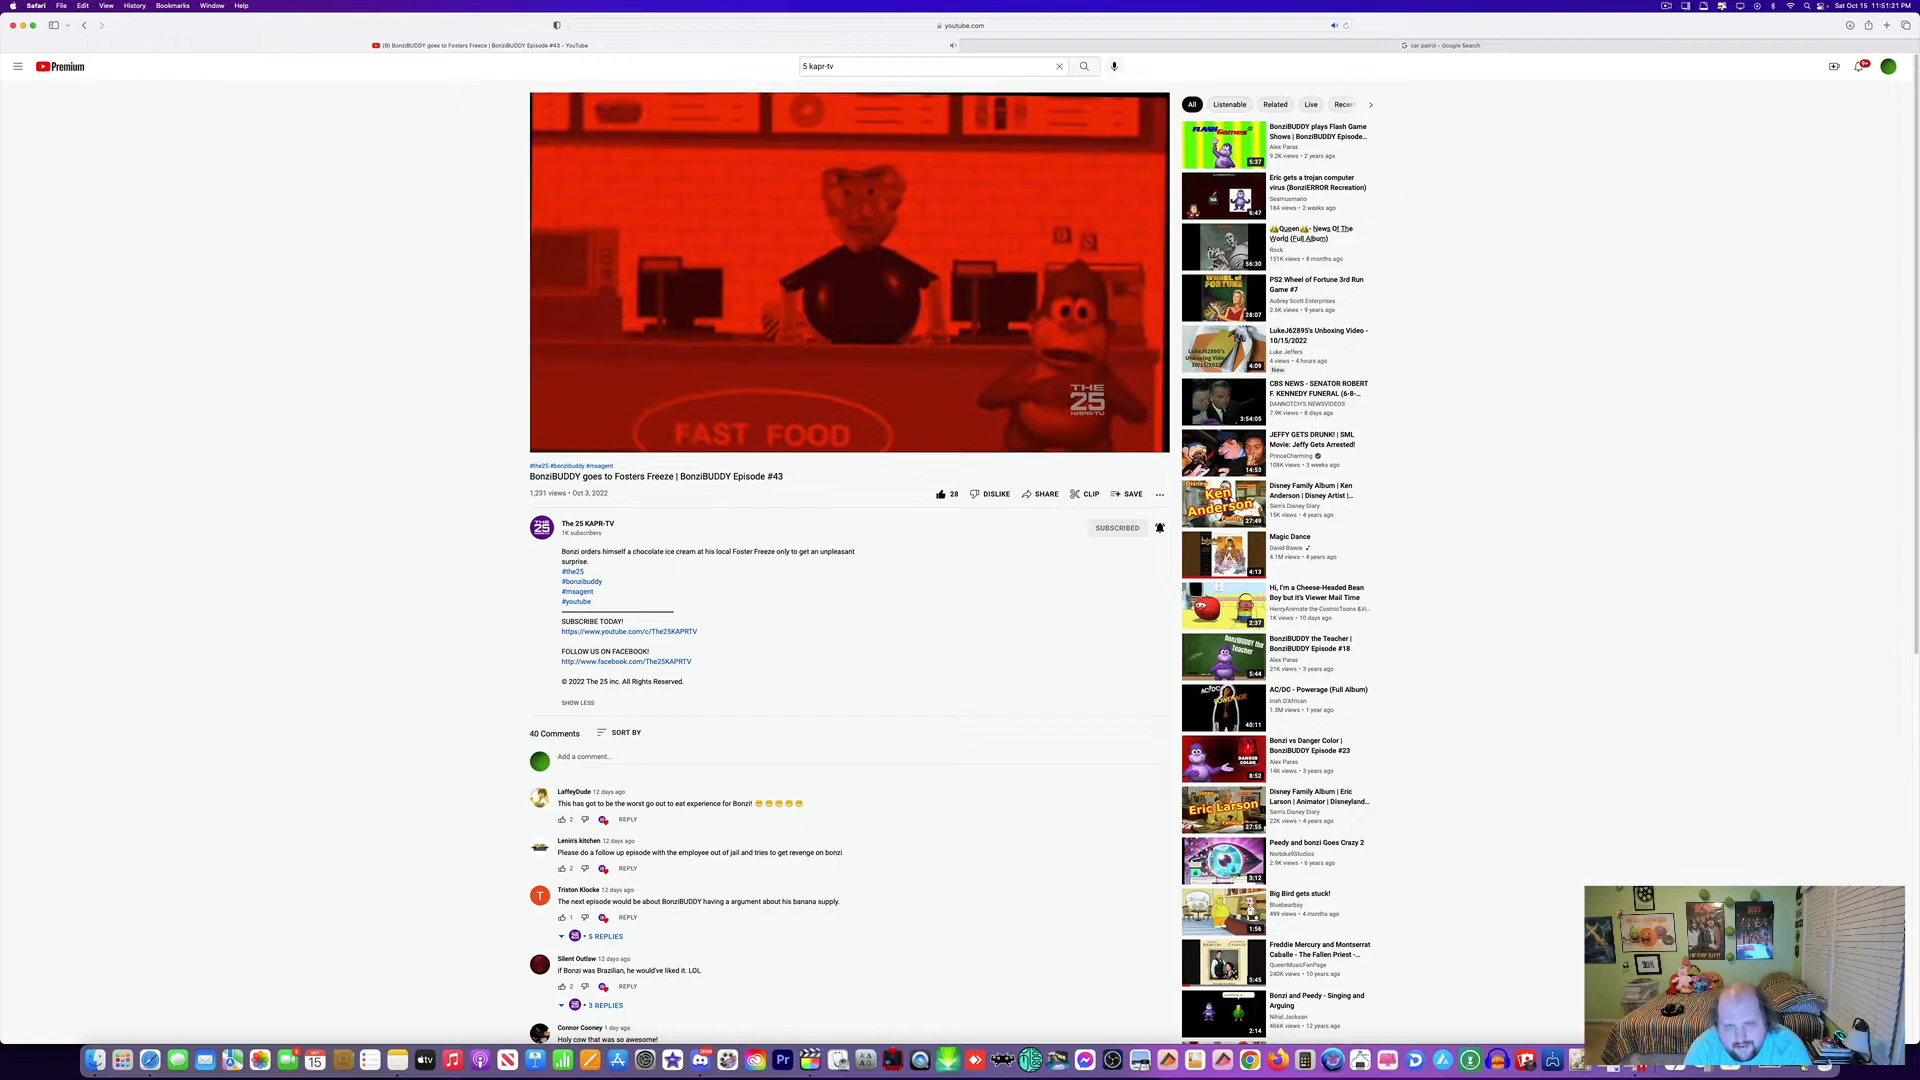 Safari File Edit View History Bookmarks Window Help
Sat Oct 15 11:51:21 PM
youtube.com
(9) BonziBUDDY goes to Fosters Freeze | BonziBUDDY Episode #43 - YouTube
car patrol - Google Search
Premium
5 kapr-tv
9+
FAST FOOD
THE
25
KAPR-TV
#the25 #bonzibuddy #msagent
BonziBUDDY goes to Fosters Freeze | BonziBUDDY Episode #43
1,231 views • Oct 3, 2022
28 DISLIKE SHARE CLIP SAVE ...
The 25 KAPR-TV
1K subscribers
SUBSCRIBED
Bonzi orders himself a chocolate ice cream at his local Foster Freeze only to get an unpleasant
surprise.
#the25
#bonzibuddy
#msagent
#youtube
SUBSCRIBE TODAY!
https://www.youtube.com/c/The25KAPRTV
FOLLOW US ON FACEBOOK!
http://www.facebook.com/The25KAPRTV
© 2022 The 25 inc. All Rights Reserved.
SHOW LESS
40 Comments SORT BY
Add a comment...
LaffeyDude 12 days ago
This has got to be the worst go out to eat experience for Bonzi! 😬😬😬😬😬
2 REPLY
Lenin's kitchen 12 days ago
Please do a follow up episode with the employee out of jail and tries to get revenge on bonzi
2 REPLY
T
Triston Klocke 12 days ago
The next episode would be about BonziBUDDY having a argument about his banana supply.
1 REPLY
• 5 REPLIES
Silent Outlaw 12 days ago
if Bonzi was Brazilian, he would've liked it. LOL
2 REPLY
• 3 REPLIES
Connor Cooney 1 day ago
Holy cow that was so awesome!
All Listenable Related Live Recen
BonziBUDDY plays Flash Game
Shows | BonziBUDDY Episode...
Alex Paras
9.2K views • 2 years ago
5:37
Eric gets a trojan computer
virus (BonziERROR Recreation)
Seamusmario
184 views • 2 weeks ago
6:47
👑Queen👑- News Of The
World (Full Album)
Rock
151K views • 8 months ago
56:30
PS2 Wheel of Fortune 3rd Run
Game #7
Aubrey Scott Enterprises
2.6K views • 9 years ago
28:07
LukeJ62895's Unboxing Video -
10/15/2022
Luke Jeffers
4 views • 4 hours ago
New
4:09
CBS NEWS - SENATOR ROBERT
F. KENNEDY FUNERAL (6-8-...
DANNOTCH'S NEWSVIDEOS
7.9K views • 8 days ago
3:54:05
JEFFY GETS DRUNK! | SML
Movie: Jeffy Gets Arrested!
PrinceCharming
108K views • 3 weeks ago
14:53
Disney Family Album | Ken
Anderson | Disney Artist |...
Sam's Disney Diary
15K views • 4 years ago
27:49
Magic Dance
David Bowie
4.1M views • 4 years ago
4:13
Hi, I'm a Cheese-Headed Bean
Boy but it's Viewer Mail Time
HenryAnimate the CosmicToons &Vi...
1K views • 10 days ago
2:37
BonziBUDDY the Teacher |
BonziBUDDY Episode #18
Alex Paras
21K views • 3 years ago
5:44
AC/DC - Powerage (Full Album)
Irish O'African
1.3M views • 1 year ago
40:11
Bonzi vs Danger Color |
BonziBUDDY Episode #23
Alex Paras
14K views • 3 years ago
8:52
Disney Family Album | Eric
Larson | Animator | Disneyland...
Sam's Disney Diary
22K views • 4 years ago
27:55
Peedy and bonzi Goes Crazy 2
Norbika9Studios
2.9K views • 6 years ago
3:12
Big Bird gets stuck!
Bluebearbay
499 views • 4 months ago
1:56
Freddie Mercury and Montserrat
Caballe - The Fallen Priest -...
QueenMusicFanPage
240K views • 10 years ago
5:45
Bonzi and Peedy - Singing and
Arguing
Nihal Jackson
466K views • 12 years ago
2:14